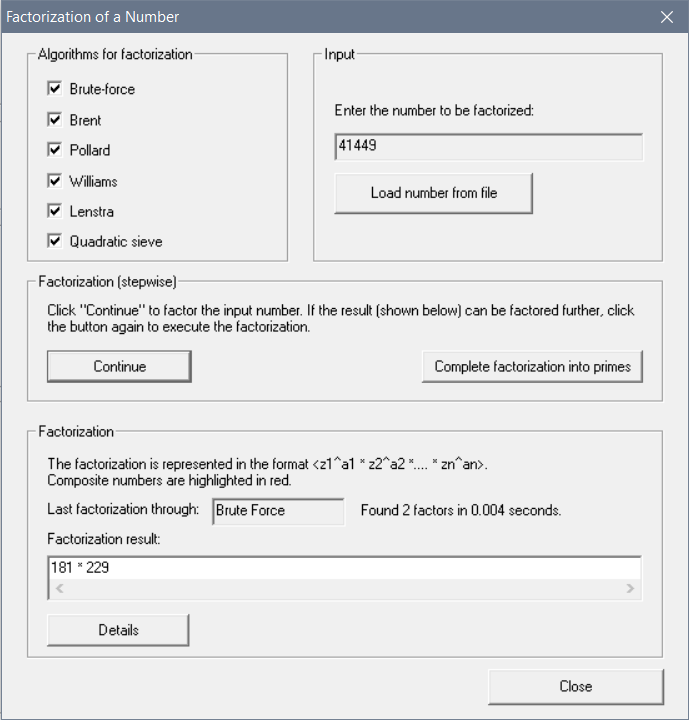 Factorization of a Number
Algorithms for factorization
Brute-force
Brent
Pollard
Williams
Lenstra
Quadratic sieve
Input
Enter the number to be factorized:
41449
Load number from file
Factorization (stepwise)
Click "Continue" to factor the input number. If the result (shown below) can be factored further, click
the button again to execute the factorization.
Continue
Complete factorization into primes
Factorization
The factorization is represented in the format <z1^a1 * z2^a2 *.... * zn^an>.
Composite numbers are highlighted in red.
Last factorization through: Brute Force Found 2 factors in 0.004 seconds.
Factorization result:
181 * 229
Details
Close